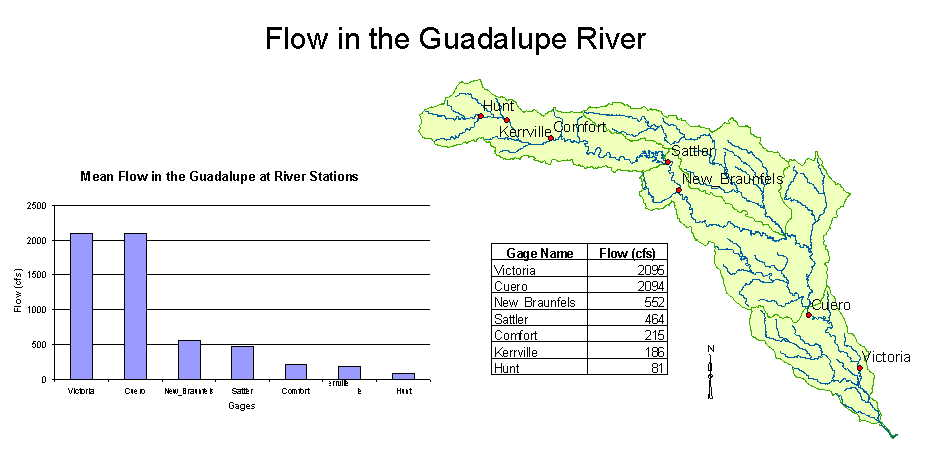 Flow in the Guadalupe River
Hunt
Kerrville
Comfort
Sattler
New_Braunfels
Cuero
Victoria
N
Mean Flow in the Guadalupe at River Stations
2500
2000
1500
1000
500
0
Flow (cfs)
Victoria Cuero New_Braunfels Sattler Comfort Hunt
Gages
Gage Name Flow (cfs)
Victoria 2095
Cuero 2094
New Braunfels 552
Sattler 464
Comfort 215
Kerrville 186
Hunt 81